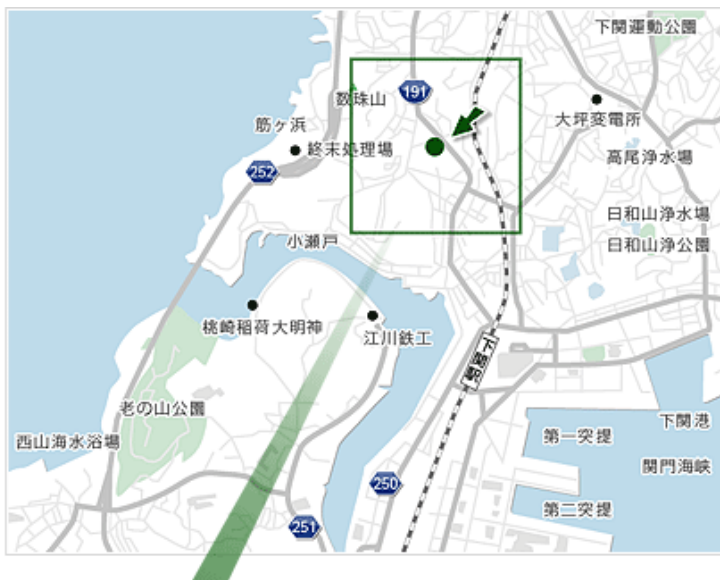 下関運動公園
191
数珠山
大坪変電所
筋ヶ浜
終末処理場
高尾浄水場
252
日和山浄水場
小瀬戸
日和山浄公園
桃崎稲荷大明神
江川鉄工
下関駅
老の山公園
下関港
西山海水浴場
第一突提
関門海峡
250
第二突提
251